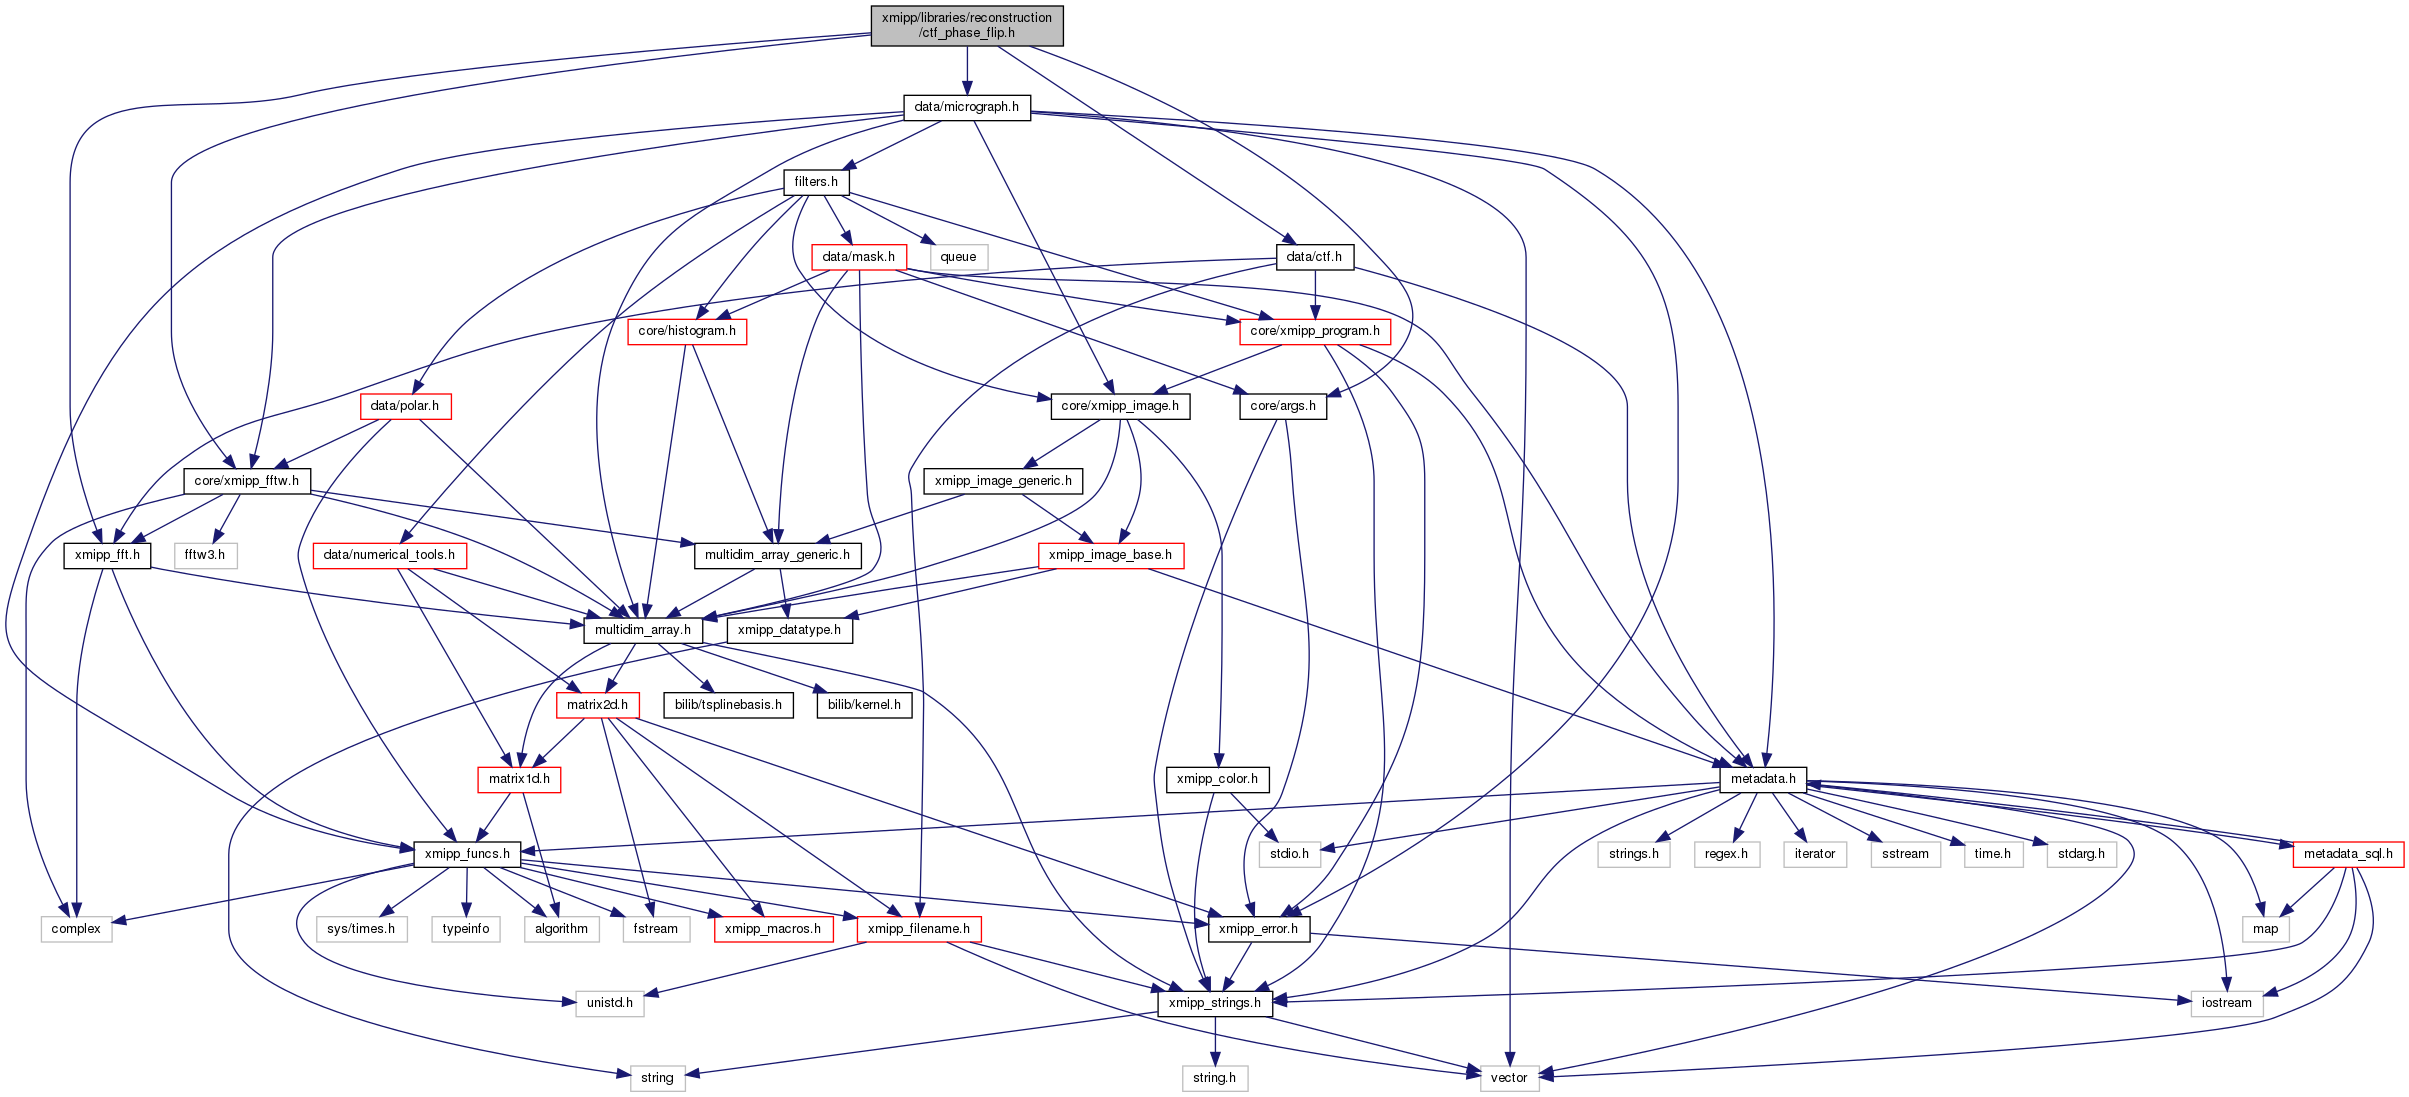 xmipp/libraries/reconstruction
/ctf_phase_flip.h
data/micrograph.h
filters.h
data/mask.h
queue
data/ctf.h
core/histogram.h
core/xmipp_program.h
data/polar.h
core/xmipp_image.h
core/args.h
core/xmipp_fftw.h
xmipp_image_generic.h
xmipp_fft.h
fftw3.h
data/numerical_tools.h
multidim_array_generic.h
xmipp_image_base.h
multidim_array.h
xmipp_datatype.h
matrix2d.h
bilib/tsplinebasis.h
bilib/kernel.h
matrix1d.h
xmipp_color.h
metadata.h
xmipp_funcs.h
stdio.h
strings.h
regex.h
iterator
sstream
time.h
stdarg.h
metadata_sql.h
complex
sys/times.h
typeinfo
algorithm
fstream
xmipp_macros.h
xmipp_filename.h
xmipp_error.h
map
unistd.h
xmipp_strings.h
iostream
string
string.h
vector